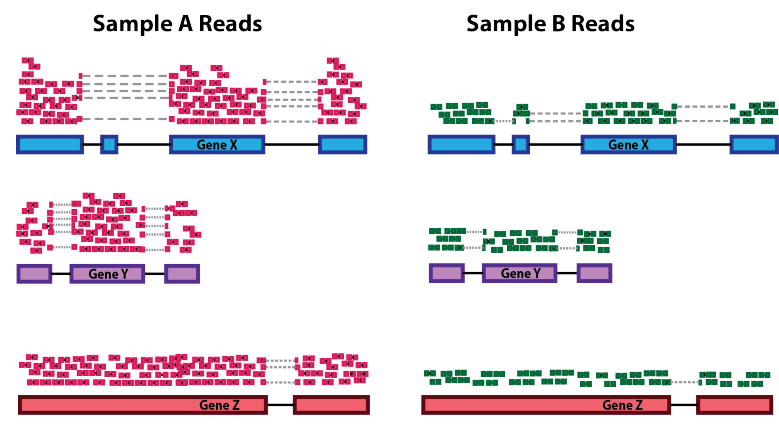 Sample A Reads
Sample B Reads
Gene X
Gene X
Gene Y
Gene Y
Gene Z
Gene Z